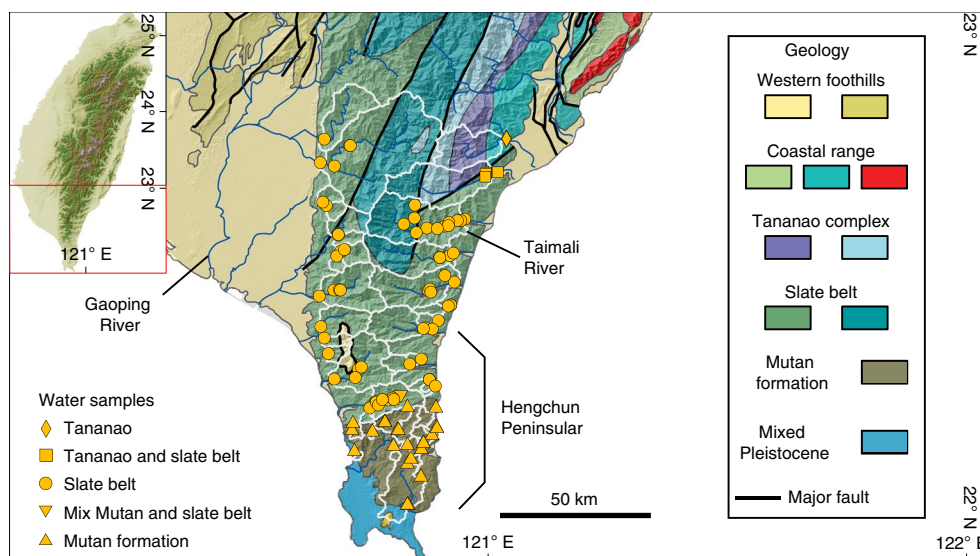 25° N
24° N
23° N
121° E
Gaoping
River
Taimali
River
Hengchun
Peninsular
Water samples
Tananao
Tananao and slate belt
Slate belt
Mix Mutan and slate belt
Mutan formation
50 km
121° E
122° E
23° N
22° N
Geology
Western foothills
Coastal range
Tananao complex
Slate belt
Mutan
formation
Mixed
Pleistocene
Major fault